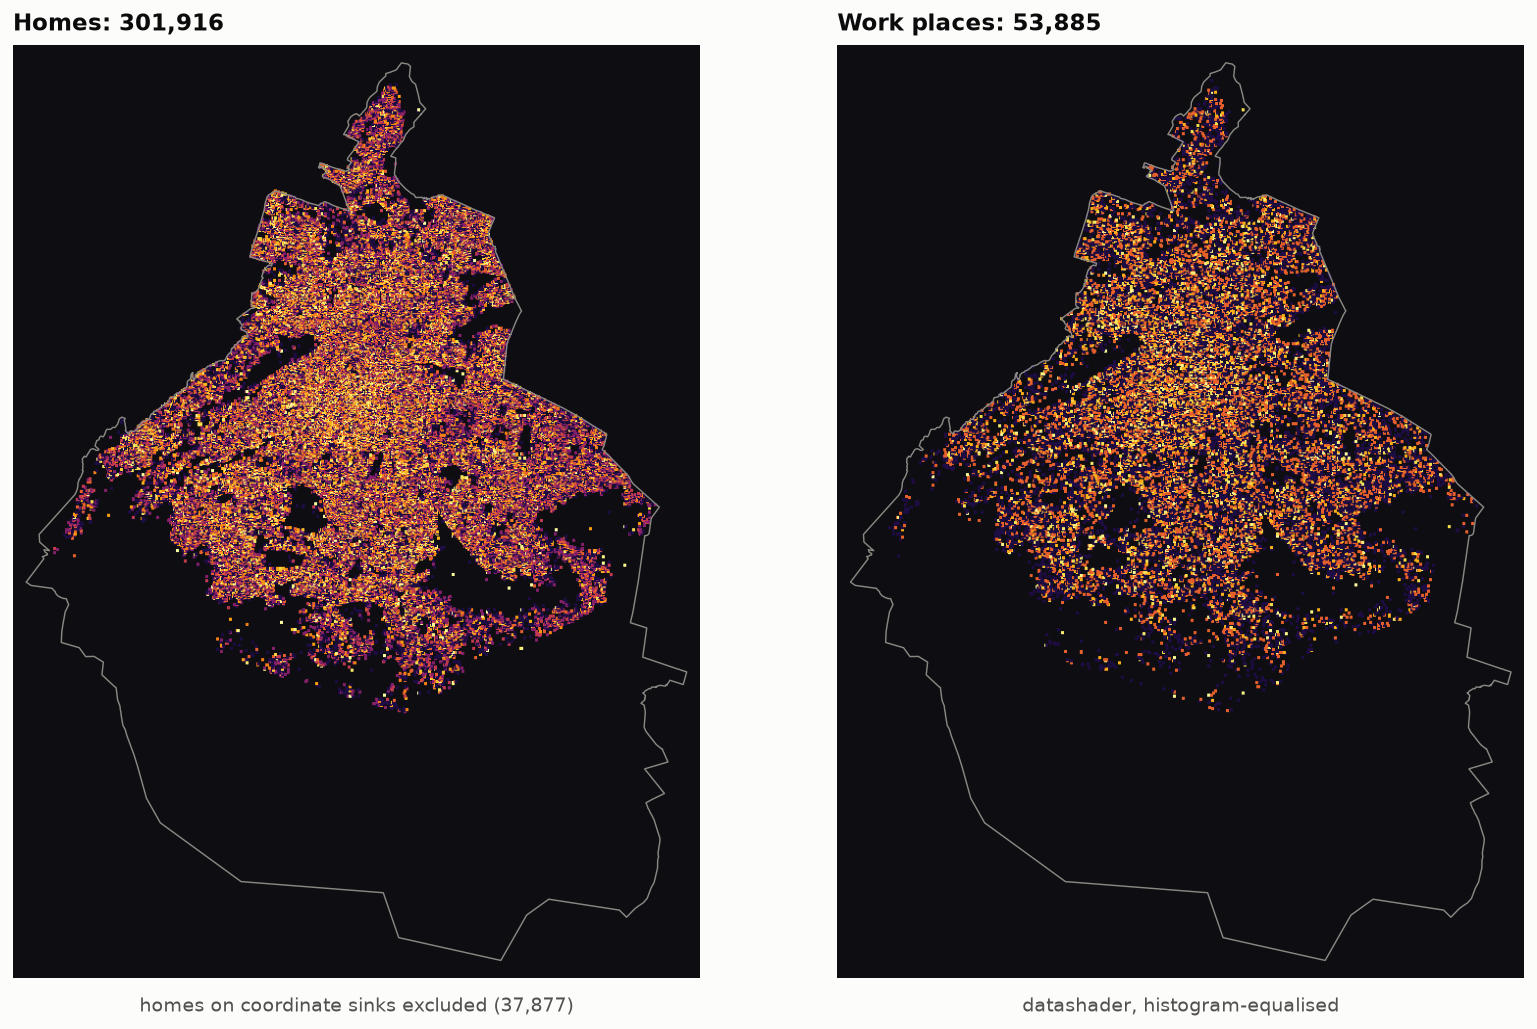 Homes: 301,916
Work places: 53,885
homes on coordinate sinks excluded (37,877)
datashader, histogram-equalised